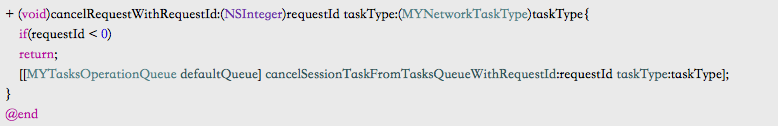 + (void)cancelRequestWithRequestId:(NSInteger)requestId taskType:(MYNetworkTaskType)taskType{
if(requestId < 0)
return;
[[MYTasksOperationQueue defaultQueue] cancelSessionTaskFromTasksQueueWithRequestId:requestId taskType:taskType];
}
@end